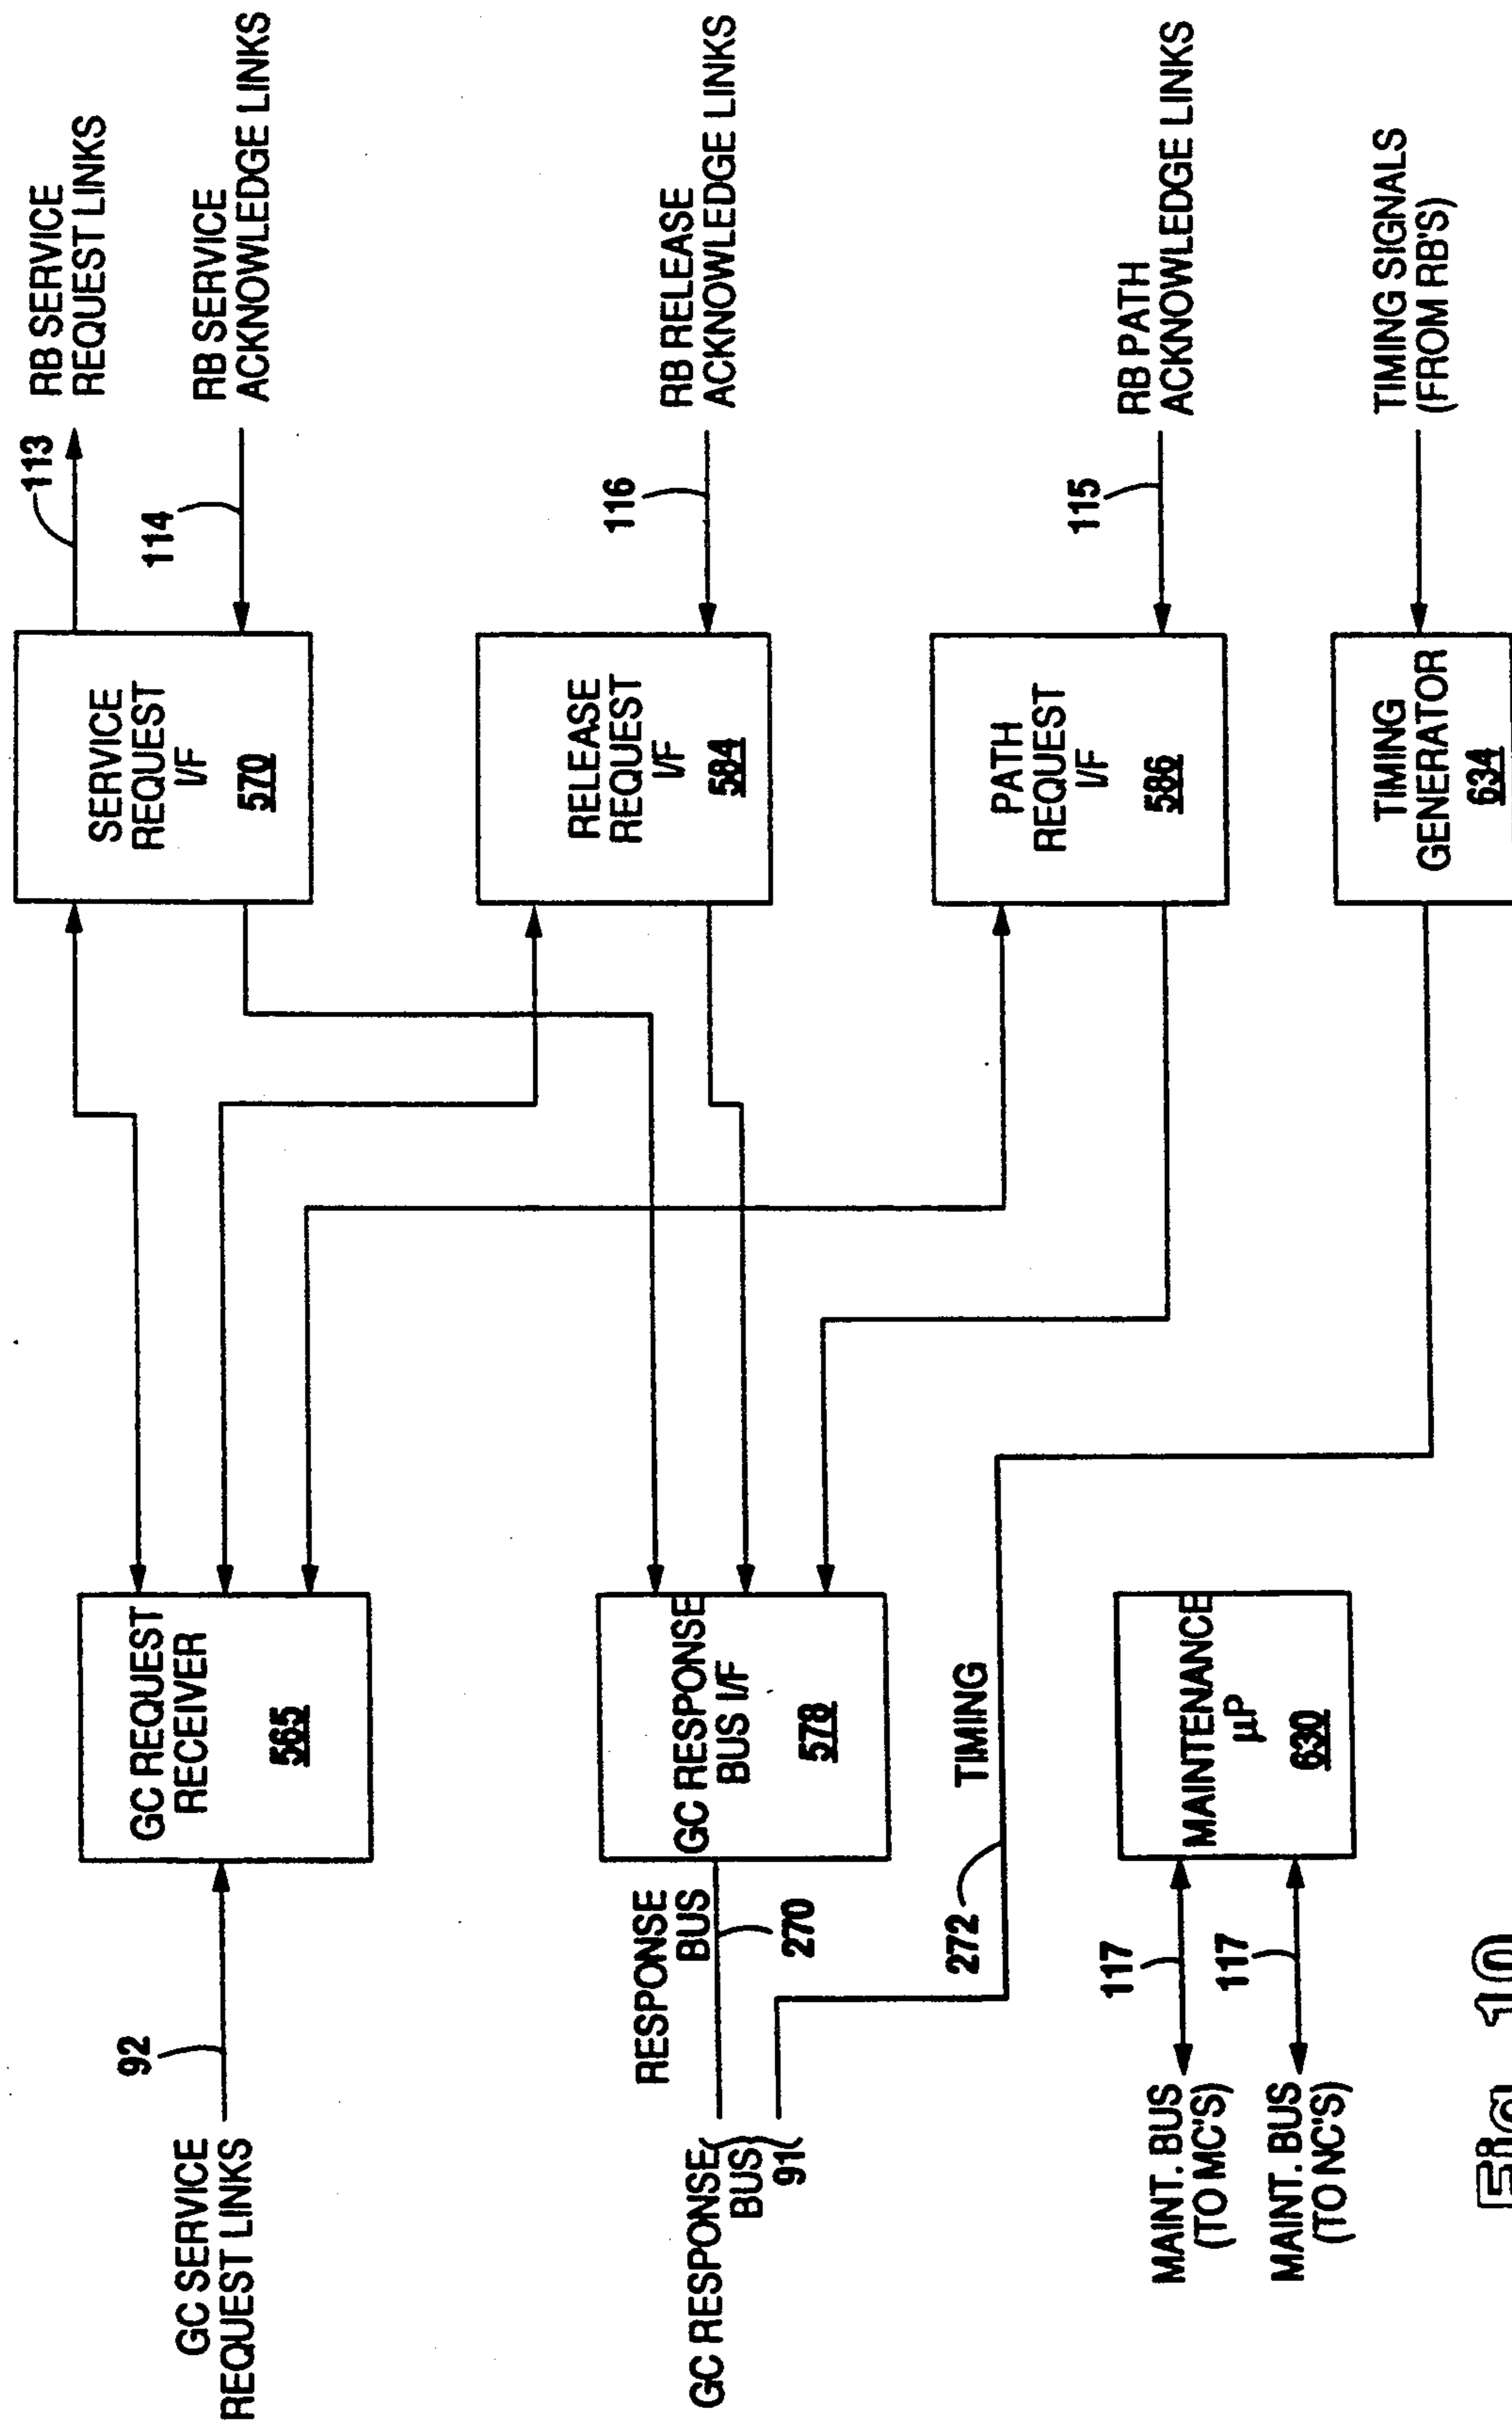 GC SERVICE
REQUEST LINKS
92
GC REQUEST
RECEIVER
565
SERVICE
REQUEST
I/F
570
113
RB SERVICE
REQUEST LINKS
114
RB SERVICE
ACKNOWLEDGE LINKS
GC RESPONSE
BUS
91
RESPONSE
BUS
270
GC RESPONSE
BUS I/F
578
RELEASE
REQUEST
I/F
584
116
RB RELEASE
ACKNOWLEDGE LINKS
272
TIMING
PATH
REQUEST
I/F
586
115
RB PATH
ACKNOWLEDGE LINKS
MAINT. BUS
(TO MC'S)
117
MAINT. BUS
(TO NC'S)
117
MAINTENANCE
µP
630
TIMING
GENERATOR
634
TIMING SIGNALS
(FROM RB'S)
Fig. 10